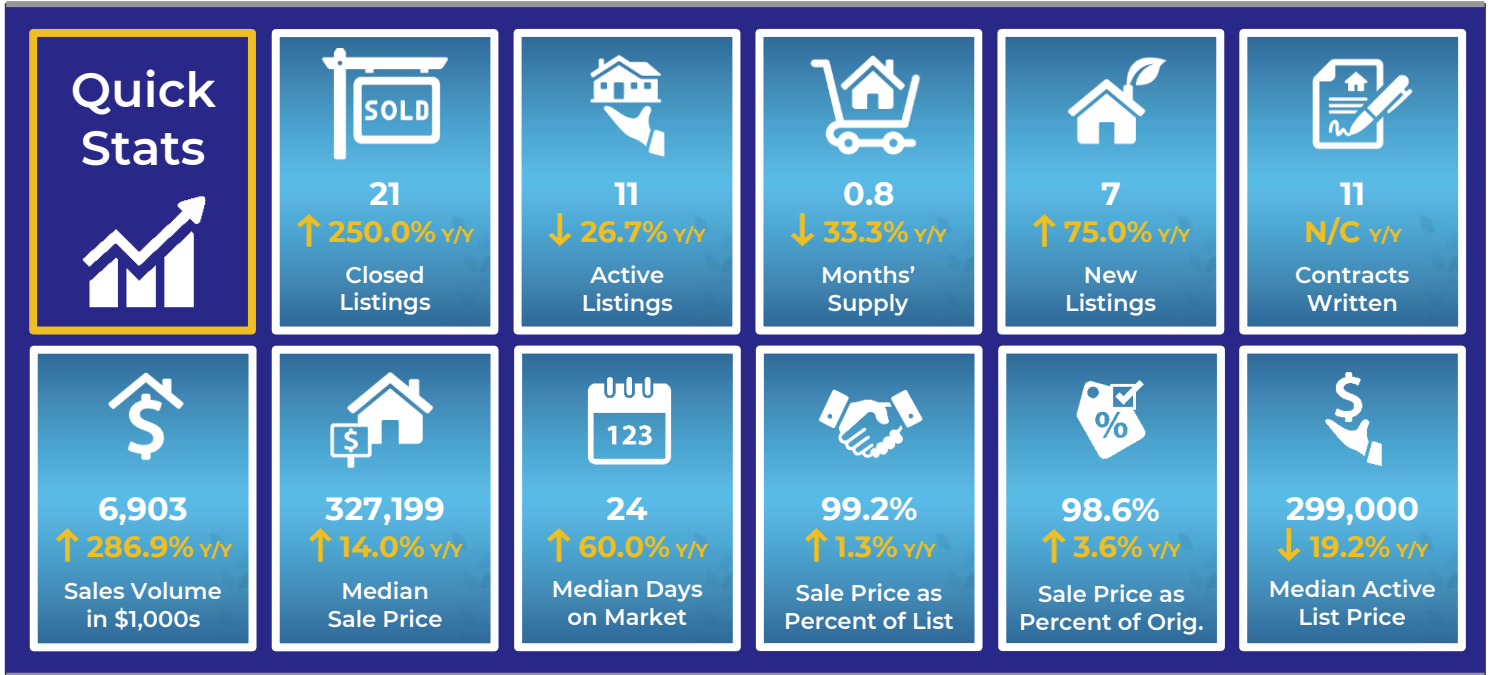 Quick
Stats
SOLD
21
↑ 250.0% Y/Y
Closed
Listings
11
↓ 26.7% Y/Y
Active
Listings
0.8
↓ 33.3% Y/Y
Months’
Supply
7
↑ 75.0% Y/Y
New
Listings
11
N/C Y/Y
Contracts
Written
$
6,903
↑ 286.9% Y/Y
Sales Volume
in $1,000s
$
327,199
↑ 14.0% Y/Y
Median
Sale Price
123
24
↑ 60.0% Y/Y
Median Days
on Market
99.2%
↑ 1.3% Y/Y
Sale Price as
Percent of List
%
98.6%
↑ 3.6% Y/Y
Sale Price as
Percent of Orig.
$
299,000
↓ 19.2% Y/Y
Median Active
List Price